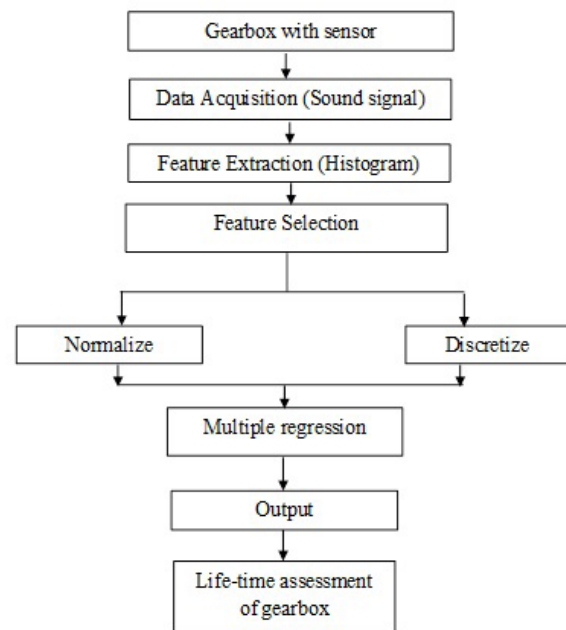 Gearbox with sensor
Data Acquisition (Sound signal)
Feature Extraction (Histogram)
Feature Selection
Normalize
Discretize
Multiple regression
Output
Life-time assessment
of gearbox